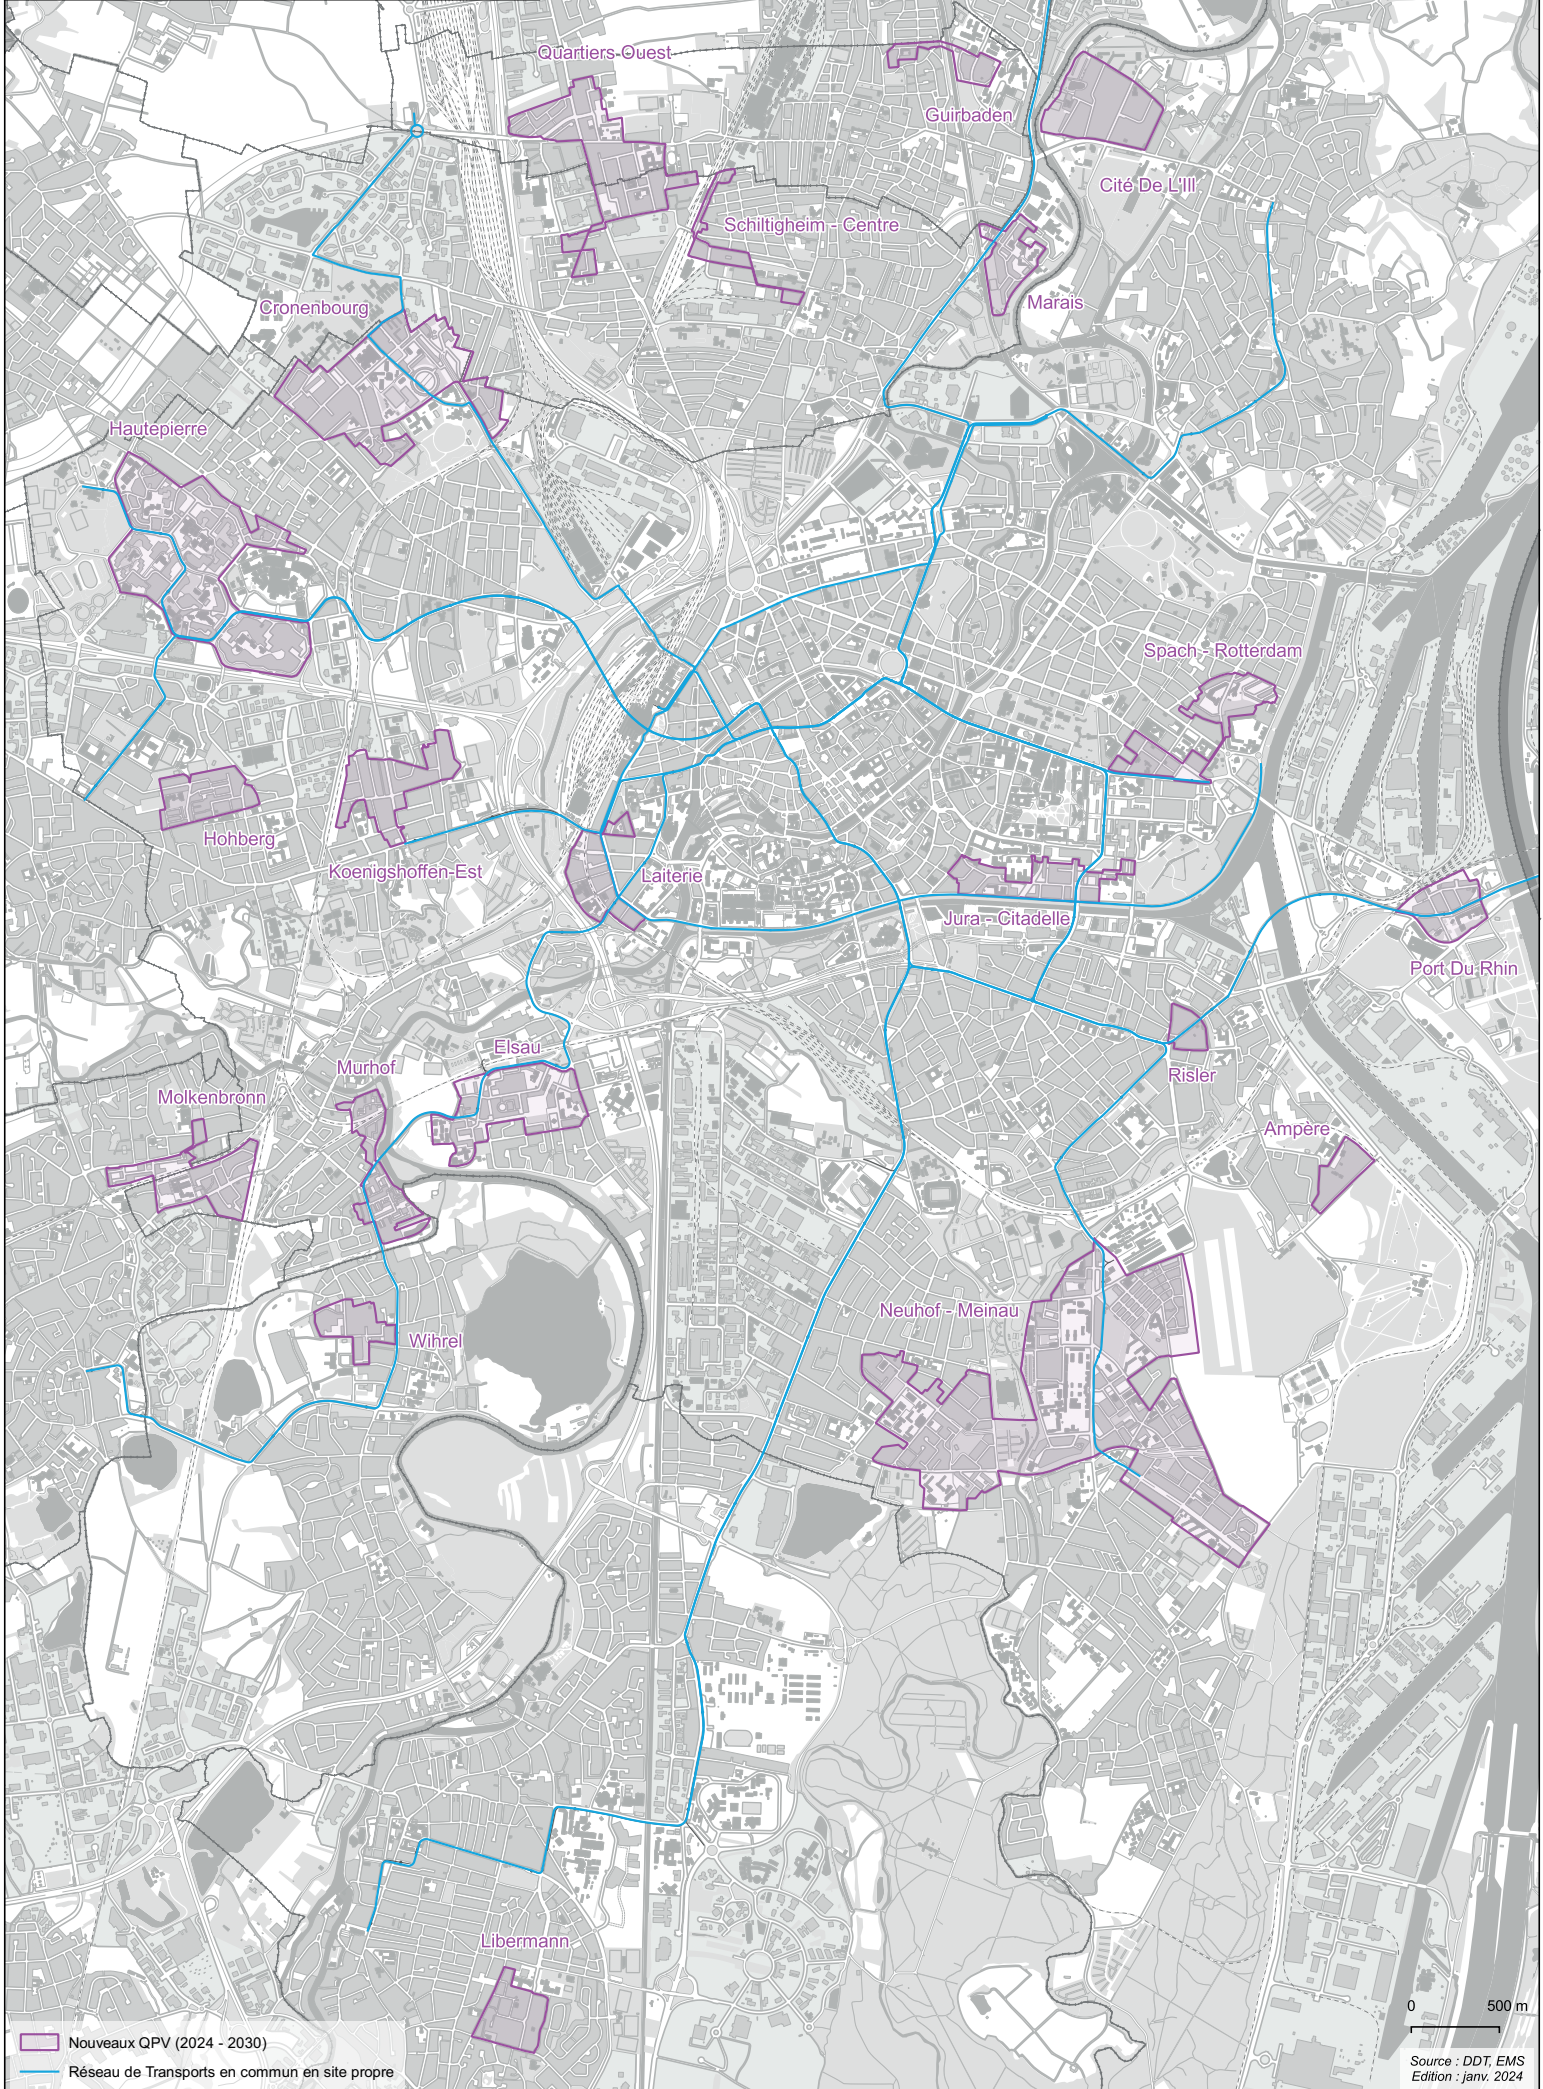 Quartiers Ouest
Guirbaden
Cité De L'Ill
Schiltigheim - Centre
Marais
Cronenbourg
Hautepierre
Spach - Rotterdam
Hohberg
Koenigshoffen-Est
Laiterie
Jura - Citadelle
Port Du Rhin
Elsau
Murhof
Risler
Molkenbronn
Ampère
Neuhof - Meinau
Wihrel
Libermann
0 500 m
Nouveaux QPV (2024 - 2030)
Réseau de Transports en commun en site propre
Source : DDT, EMS
Edition : janv. 2024